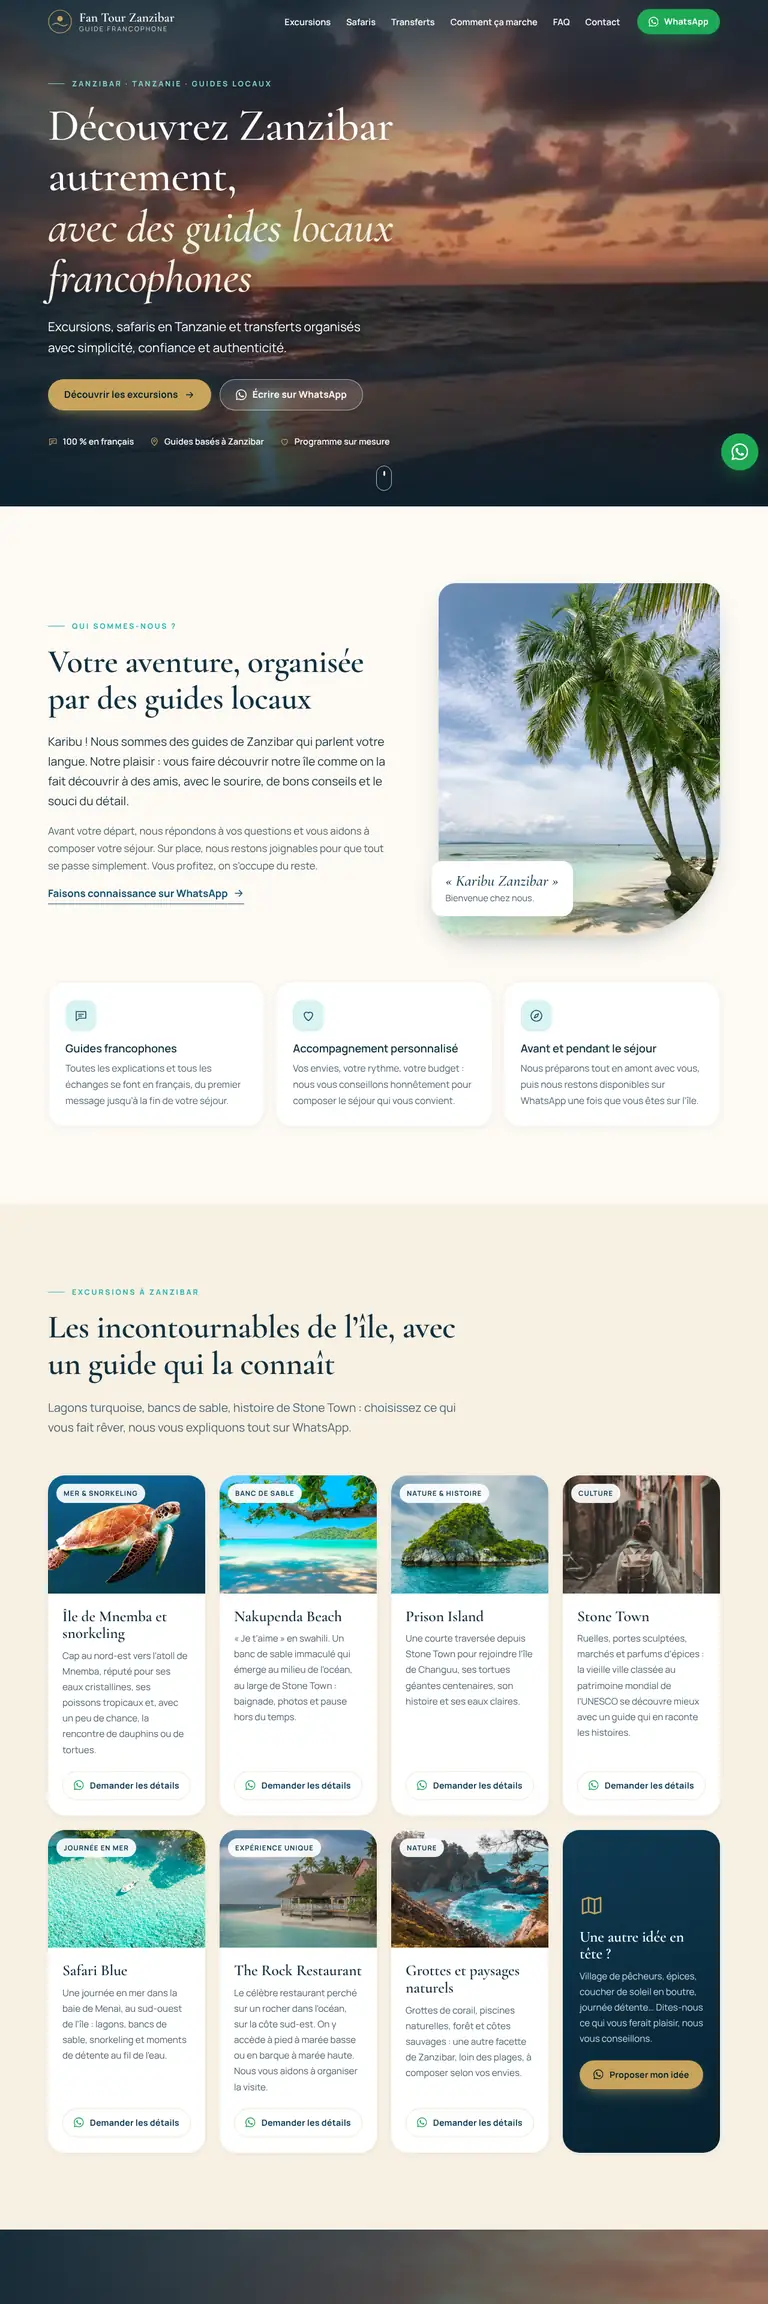 Fan Tour Zanzibar
GUIDE FRANCOPHONE
Excursions
Safaris
Transferts
Comment ça marche
FAQ
Contact
WhatsApp
ZANZIBAR · TANZANIE · GUIDES LOCAUX
Découvrez Zanzibar
autrement,
avec des guides locaux
francophones
Excursions, safaris en Tanzanie et transferts organisés
avec simplicité, confiance et authenticité.
Découvrir les excursions →
Écrire sur WhatsApp
100 % en français
Guides basés à Zanzibar
Programme sur mesure
QUI SOMMES-NOUS ?
Votre aventure, organisée
par des guides locaux
Karibu ! Nous sommes des guides de Zanzibar qui parlent votre
langue. Notre plaisir : vous faire découvrir notre île comme on la
fait découvrir à des amis, avec le sourire, de bons conseils et le
souci du détail.
Avant votre départ, nous répondons à vos questions et vous aidons à
composer votre séjour. Sur place, nous restons joignables pour que tout
se passe simplement. Vous profitez, on s'occupe du reste.
Faisons connaissance sur WhatsApp →
« Karibu Zanzibar »
Bienvenue chez nous.
Guides francophones
Toutes les explications et tous les
échanges se font en français, du premier
message jusqu'à la fin de votre séjour.
Accompagnement personnalisé
Vos envies, votre rythme, votre budget :
nous vous conseillons honnêtement pour
composer le séjour qui vous convient.
Avant et pendant le séjour
Nous préparons tout en amont avec vous,
puis nous restons disponibles sur
WhatsApp une fois que vous êtes sur l'île.
EXCURSIONS À ZANZIBAR
Les incontournables de l'île, avec
un guide qui la connaît
Lagons turquoise, bancs de sable, histoire de Stone Town : choisissez ce qui
vous fait rêver, nous vous expliquons tout sur WhatsApp.
MER & SNORKELING
Île de Mnemba et
snorkeling
Cap au nord-est vers l'atoll de
Mnemba, réputé pour ses
eaux cristallines, ses
poissons tropicaux et, avec
un peu de chance, la
rencontre de dauphins ou de
tortues.
Demander les détails
BANC DE SABLE
Nakupenda Beach
« Je t'aime » en swahili. Un
banc de sable immaculé qui
émerge au milieu de l'océan,
au large de Stone Town :
baignade, photos et pause
hors du temps.
Demander les détails
NATURE & HISTOIRE
Prison Island
Une courte traversée depuis
Stone Town pour rejoindre l'île
de Changuu, ses tortues
géantes centenaires, son
histoire et ses eaux claires.
Demander les détails
CULTURE
Stone Town
Ruelles, portes sculptées,
marchés et parfums d'épices :
la vieille ville classée au
patrimoine mondial de
l'UNESCO se découvre mieux
avec un guide qui en raconte
les histoires.
Demander les détails
JOURNÉE EN MER
Safari Blue
Une journée en mer dans la
baie de Menai, au sud-ouest
de l'île : lagons, bancs de
sable, snorkeling et moments
de détente au fil de l'eau.
Demander les détails
EXPÉRIENCE UNIQUE
The Rock Restaurant
Le célèbre restaurant perché
sur un rocher dans l'océan,
sur la côte sud-est. On y
accède à pied à marée basse
ou en barque à marée haute.
Nous vous aidons à organiser
la visite.
Demander les détails
NATURE
Grottes et paysages
naturels
Grottes de corail, piscines
naturelles, forêt et côtes
sauvages : une autre facette
de Zanzibar, loin des plages, à
composer selon vos envies.
Demander les détails
Une autre idée en
tête ?
Village de pêcheurs, épices,
coucher de soleil en boutre,
journée détente… Dites-nous
ce qui vous ferait plaisir, nous
vous conseillons.
Proposer mon idée